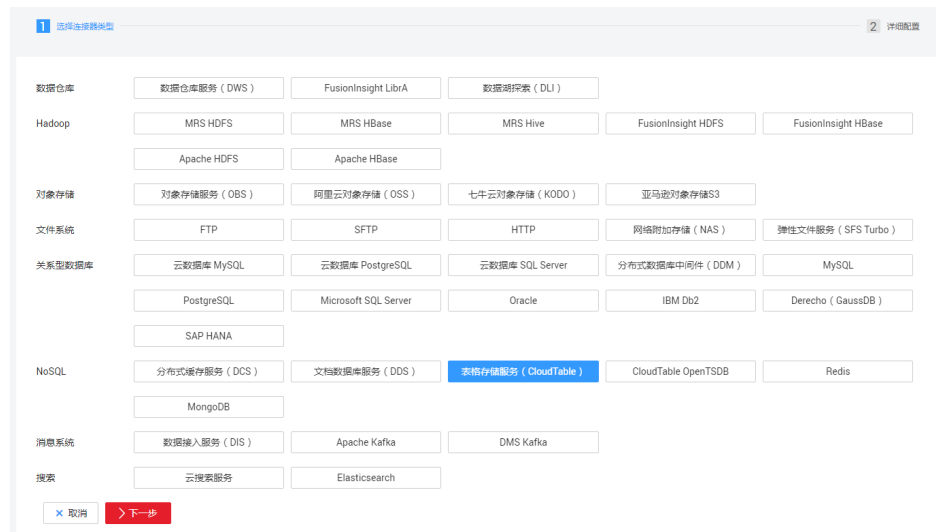 1 选择连接器类型 2 详细配置
数据仓库 数据仓库服务（DWS） FusionInsight LibrA 数据湖探索（DLI）
Hadoop MRS HDFS MRS HBase MRS Hive FusionInsight HDFS FusionInsight HBase
Apache HDFS Apache HBase
对象存储 对象存储服务（OBS） 阿里云对象存储（OSS） 七牛云对象存储（KODO） 亚马逊对象存储S3
文件系统 FTP SFTP HTTP 网络附加存储（NAS） 弹性文件服务（SFS Turbo）
关系型数据库 云数据库 MySQL 云数据库 PostgreSQL 云数据库 SQL Server 分布式数据库中间件（DDM） MySQL
PostgreSQL Microsoft SQL Server Oracle IBM Db2 Derecho（GaussDB）
SAP HANA
NoSQL 分布式缓存服务（DCS） 文档数据库服务（DDS） 表格存储服务（CloudTable） CloudTable OpenTSDB Redis
MongoDB
消息系统 数据接入服务（DIS） Apache Kafka DMS Kafka
搜索 云搜索服务 Elasticsearch
× 取消 > 下一步